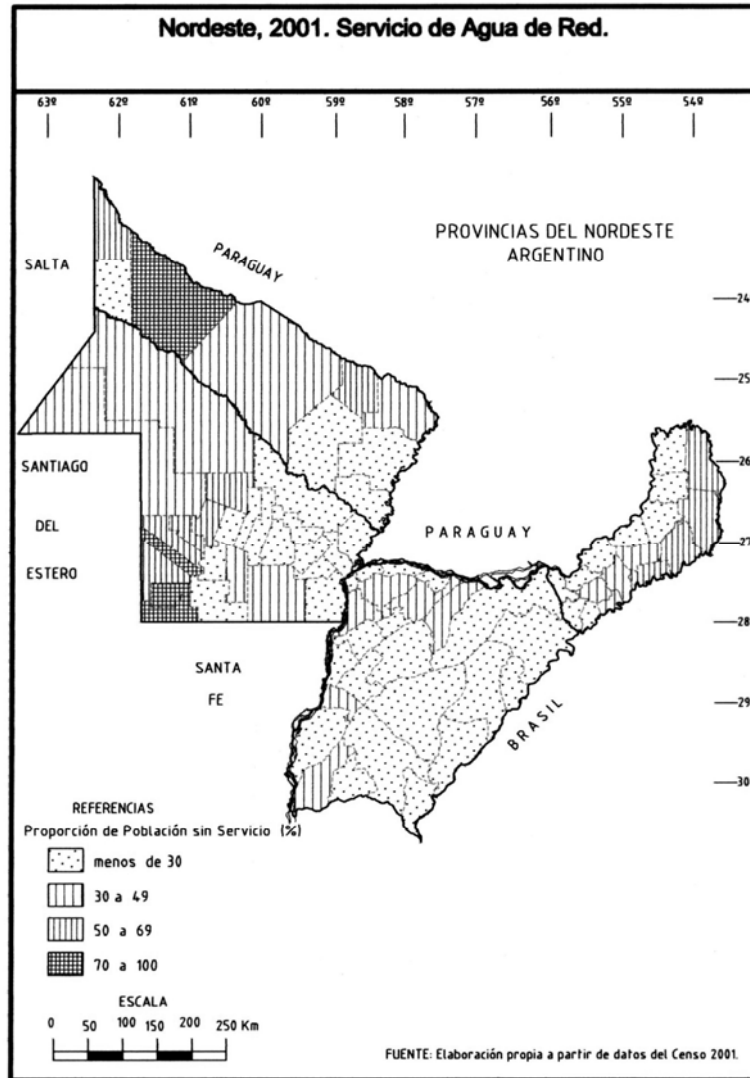 Nordeste, 2001. Servicio de Agua de Red.
63º 62º 61º 60º 59º 58º 57º 56º 55º 54º
PROVINCIAS DEL NORDESTE
ARGENTINO
SALTA
PARAGUAY
24
25
26
27
28
29
30
SANTIAGO
DEL
ESTERO
PARAGUAY
SANTA
FE
BRASIL
REFERENCIAS
Proporción de Población sin Servicio (%)
menos de 30
30 a 49
50 a 69
70 a 100
ESCALA
0 50 100 150 200 250 Km
FUENTE: Elaboración propia a partir de datos del Censo 2001.